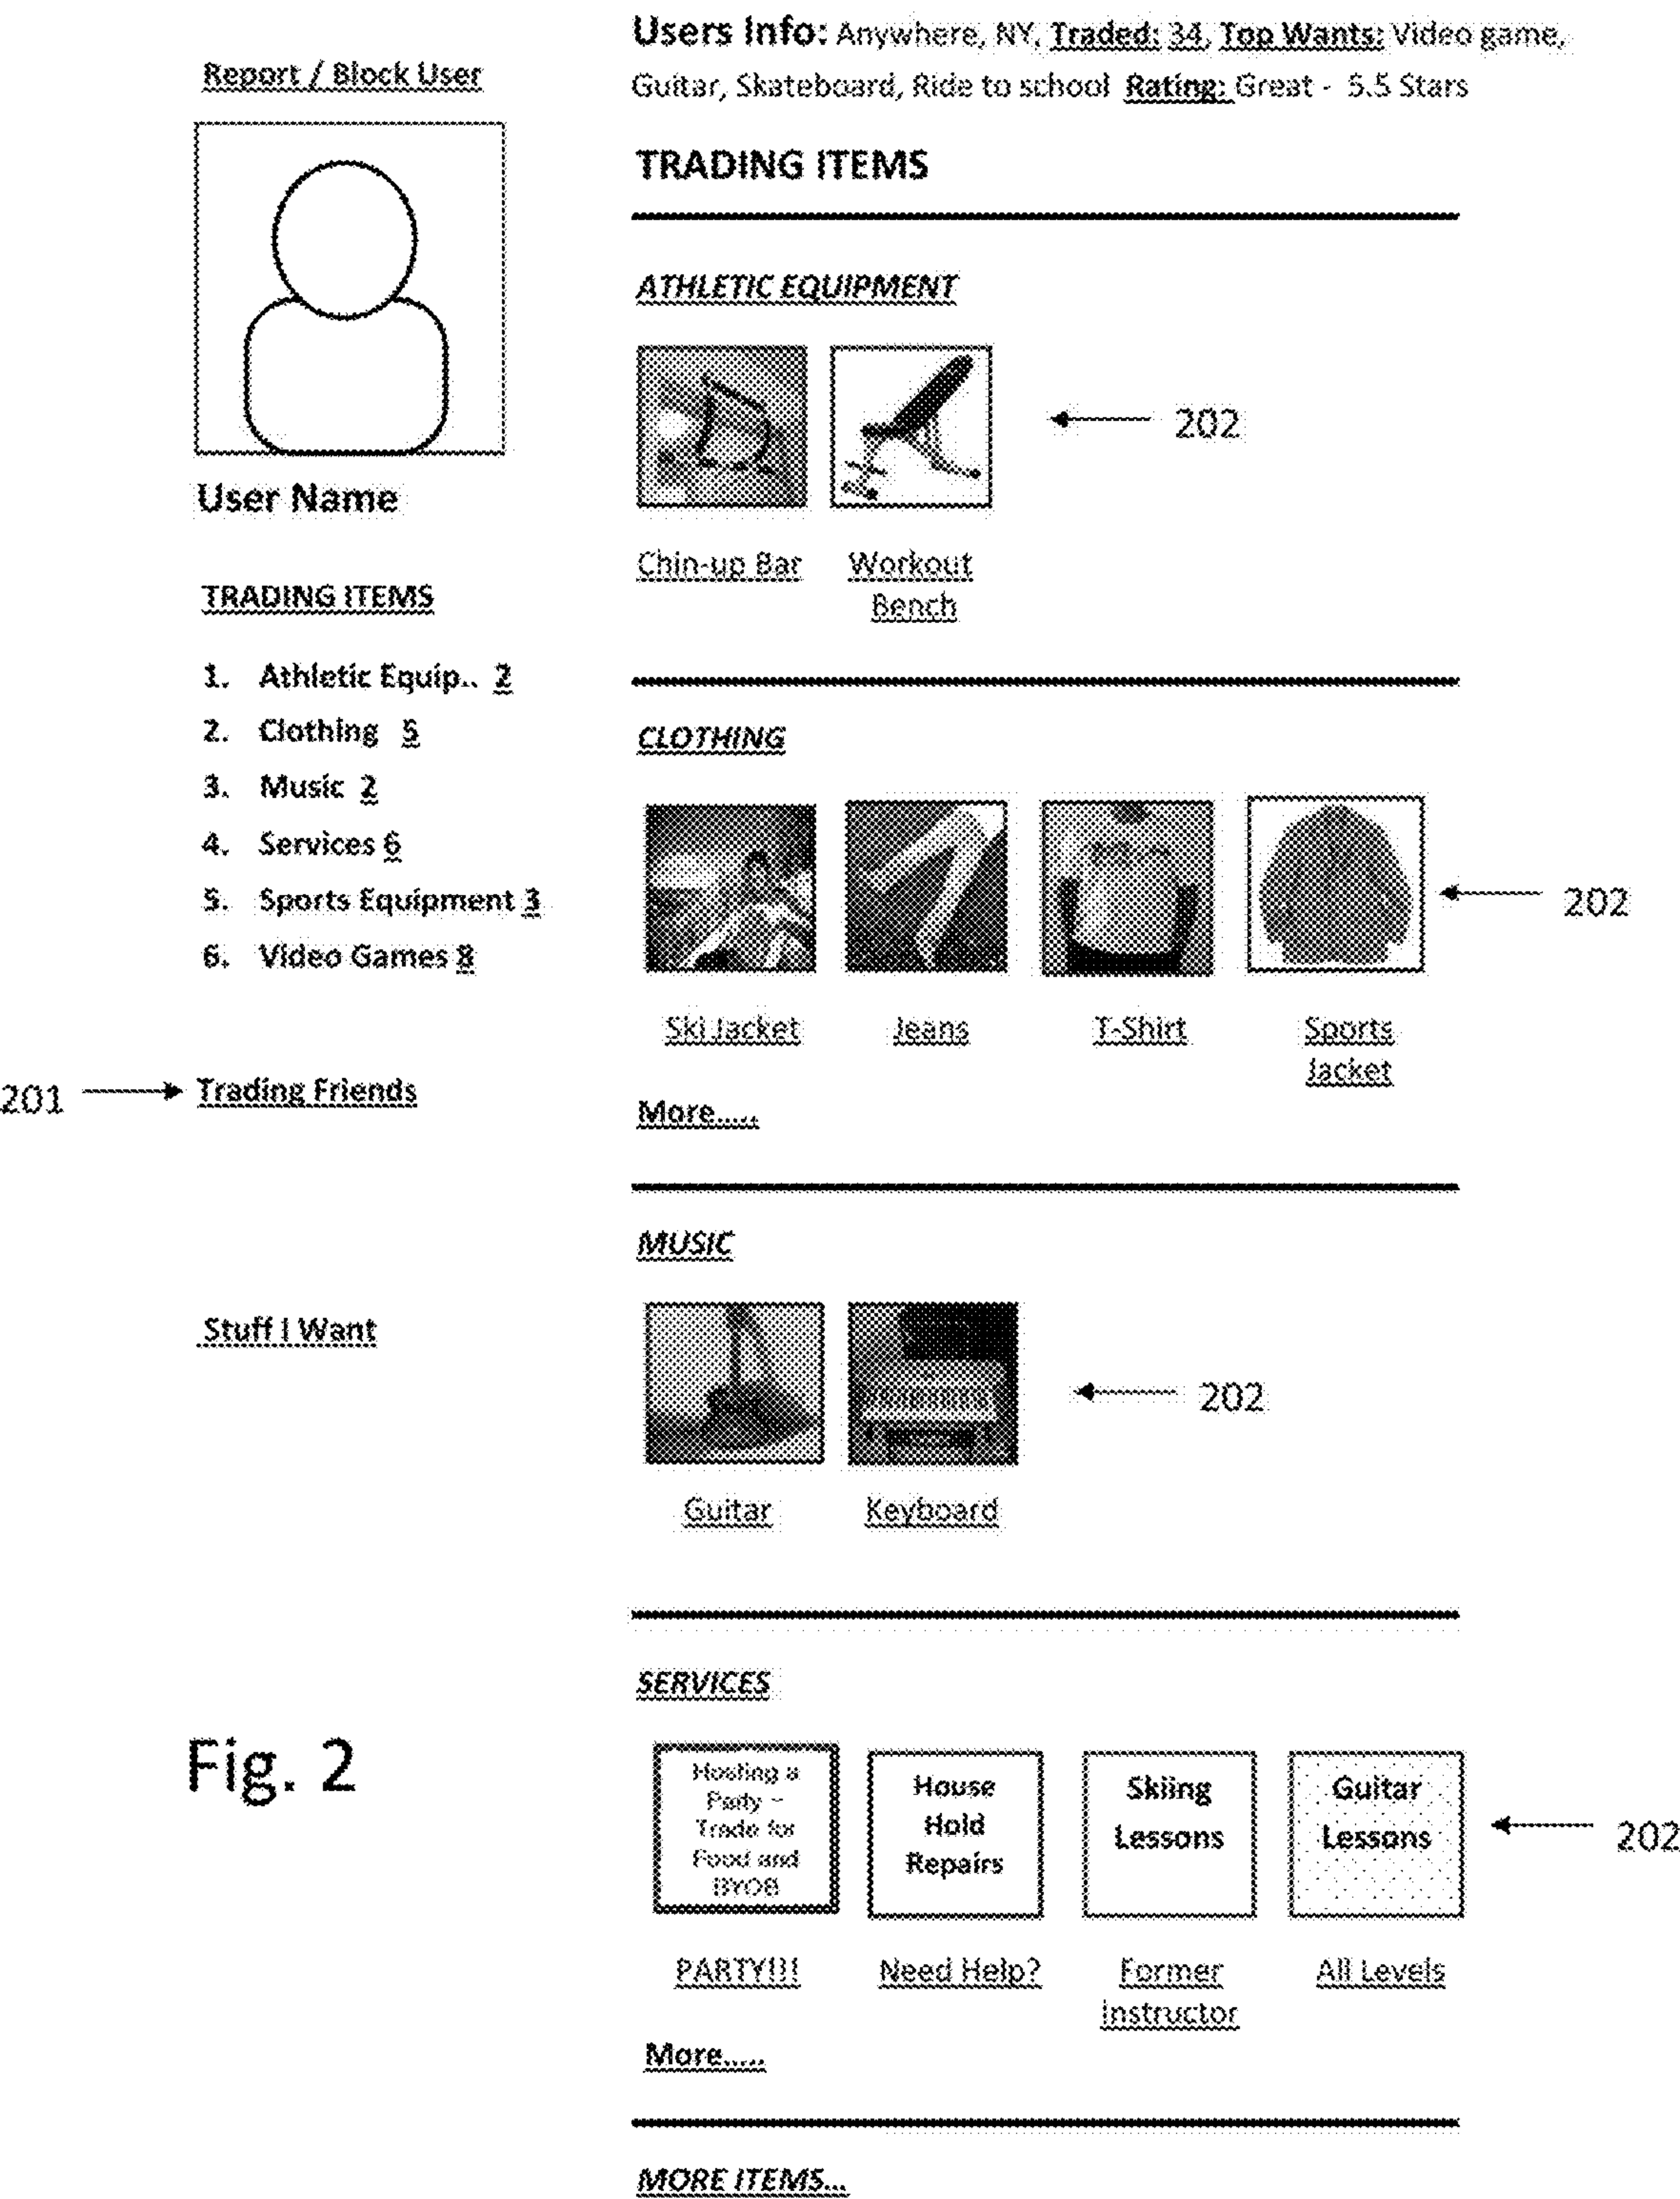 Report / Block User
User Name
TRADING ITEMS
1. Athletic Equip.. 2
2. Clothing 5
3. Music 2
4. Services 6
5. Sports Equipment 3
6. Video Games 8
201
Trading Friends
Stuff I Want
Fig. 2
Users Info: Anywhere, NY, Traded: 34, Top Wants: Video game,
Guitar, Skateboard, Ride to school Rating: Great - 5.5 Stars
TRADING ITEMS
ATHLETIC EQUIPMENT
202
Chin-up Bar
Workout
Bench
CLOTHING
202
Ski Jacket
Jeans
T-Shirt
Sports
Jacket
More.....
MUSIC
202
Guitar
Keyboard
SERVICES
Hosting a
Party –
Trade for
Food and
BYOB
House
Hold
Repairs
Skiing
Lessons
Guitar
Lessons
202
PARTY!!!
Need Help?
Former
Instructor
All Levels
More.....
MORE ITEMS...